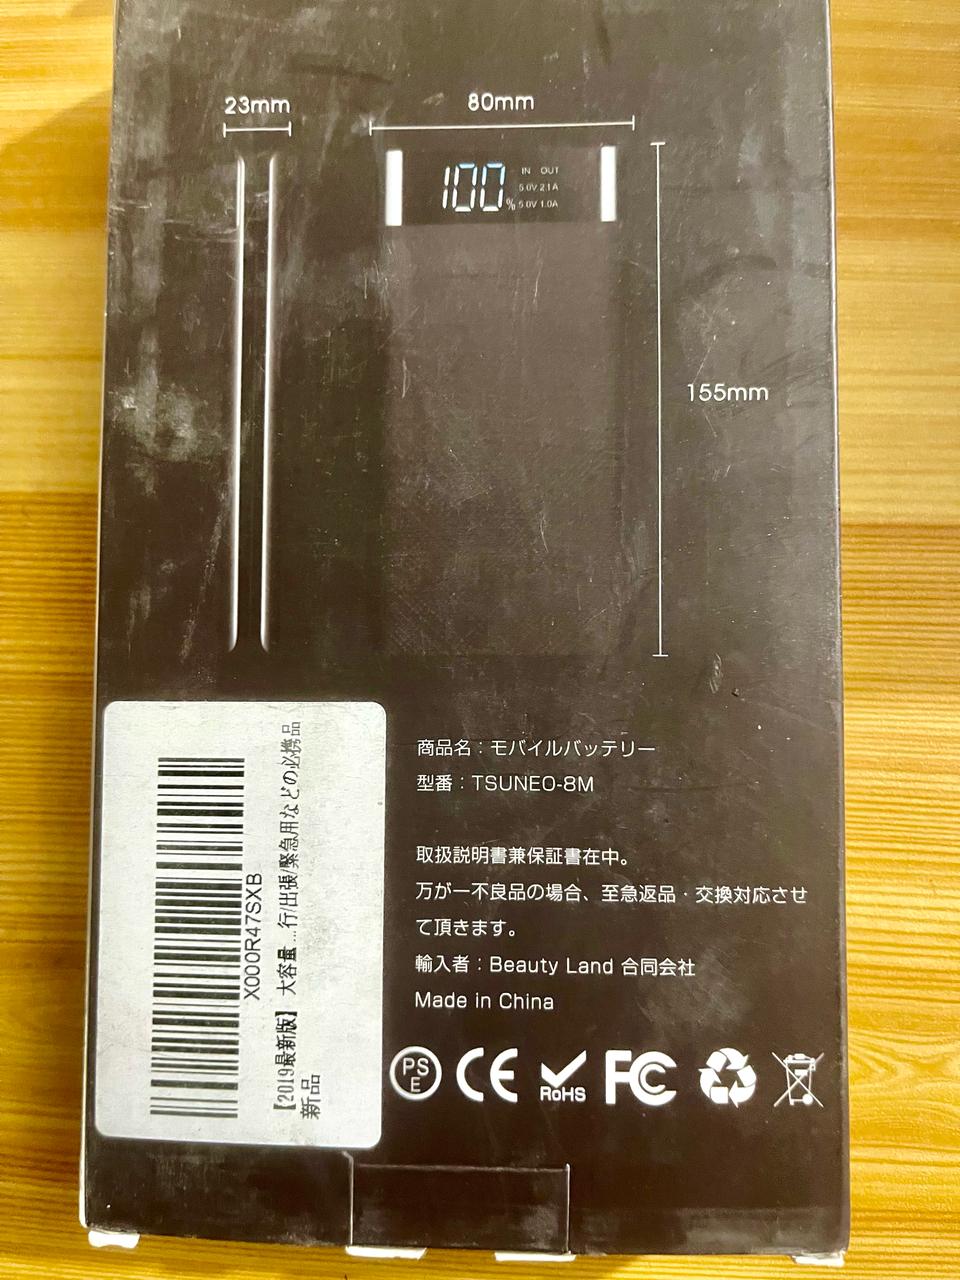 23mm
80mm
100%
IN OUT
5.0V 2.1A
5.0V 1.0A
155mm
商品名：モバイルバッテリー
型番：TSUNEO-8M
取扱説明書兼保証書在中。
万が一不良品の場合、至急返品・交換対応させ
て頂きます。
輸入者：Beauty Land 合同会社
Made in China
PS
E
CE
RoHS
FC
X000R47SXB
【2019最新版】 大容量 ...行/出張/緊急用などの必携品
新品